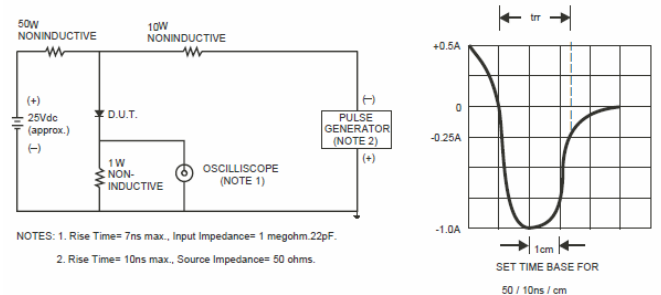 50W
NONINDUCTIVE
10W
NONINDUCTIVE
(+)
25Vdc
(approx.)
(–)
D.U.T.
1W
NON-
INDUCTIVE
OSCILLISCOPE
(NOTE 1)
(–)
PULSE
GENERATOR
(NOTE 2)
(+)
NOTES: 1. Rise Time= 7ns max., Input Impedance= 1 megohm.22pF.
2. Rise Time= 10ns max., Source Impedance= 50 ohms.
trr
+0.5A
0
-0.25A
-1.0A
1cm
SET TIME BASE FOR
50 / 10ns / cm